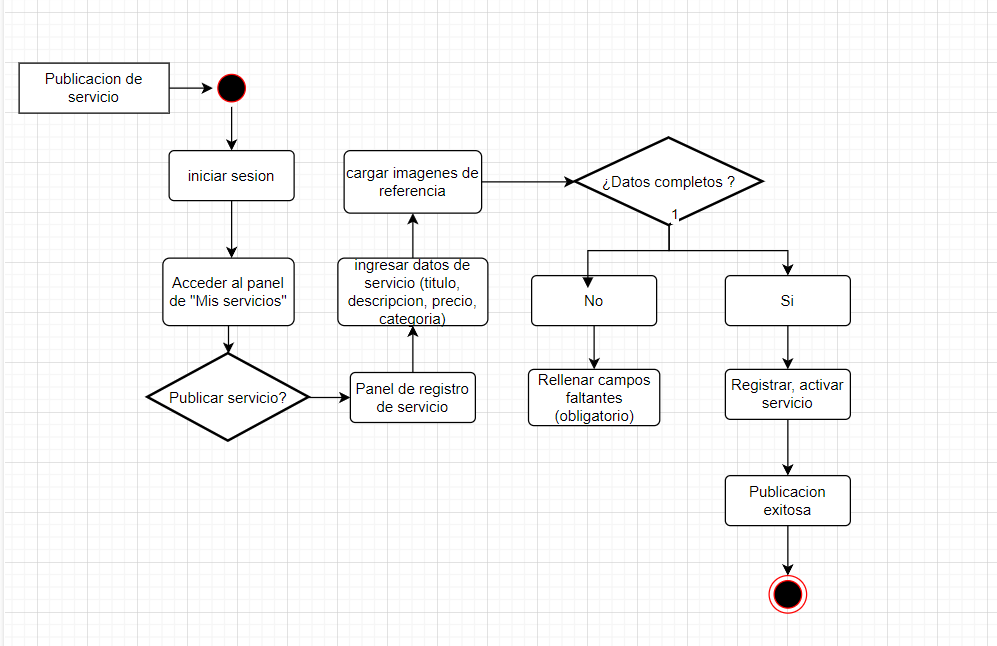 Publicacion de
servicio
iniciar sesion
Acceder al panel
de "Mis servicios"
Publicar servicio?
Panel de registro
de servicio
ingresar datos de
servicio (titulo,
descripcion, precio,
categoria)
cargar imagenes de
referencia
¿Datos completos ?
1
No
Rellenar campos
faltantes
(obligatorio)
Si
Registrar, activar
servicio
Publicacion
exitosa